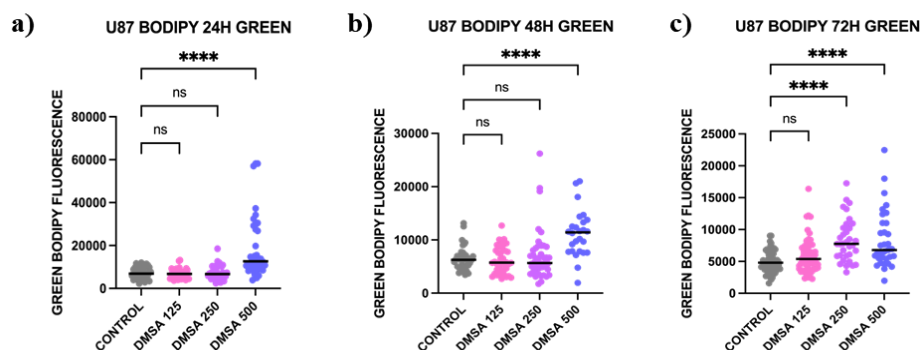 a)
U87 BODIPY 24H GREEN
****
ns
ns
GREEN BODIPY FLUORESCENCE
80000
60000
40000
20000
0
CONTROL
DMSA 125
DMSA 250
DMSA 500
b)
U87 BODIPY 48H GREEN
****
ns
ns
GREEN BODIPY FLUORESCENCE
30000
20000
10000
0
CONTROL
DMSA 125
DMSA 250
DMSA 500
c)
U87 BODIPY 72H GREEN
****
****
ns
GREEN BODIPY FLUORESCENCE
25000
20000
15000
10000
5000
0
CONTROL
DMSA 125
DMSA 250
DMSA 500